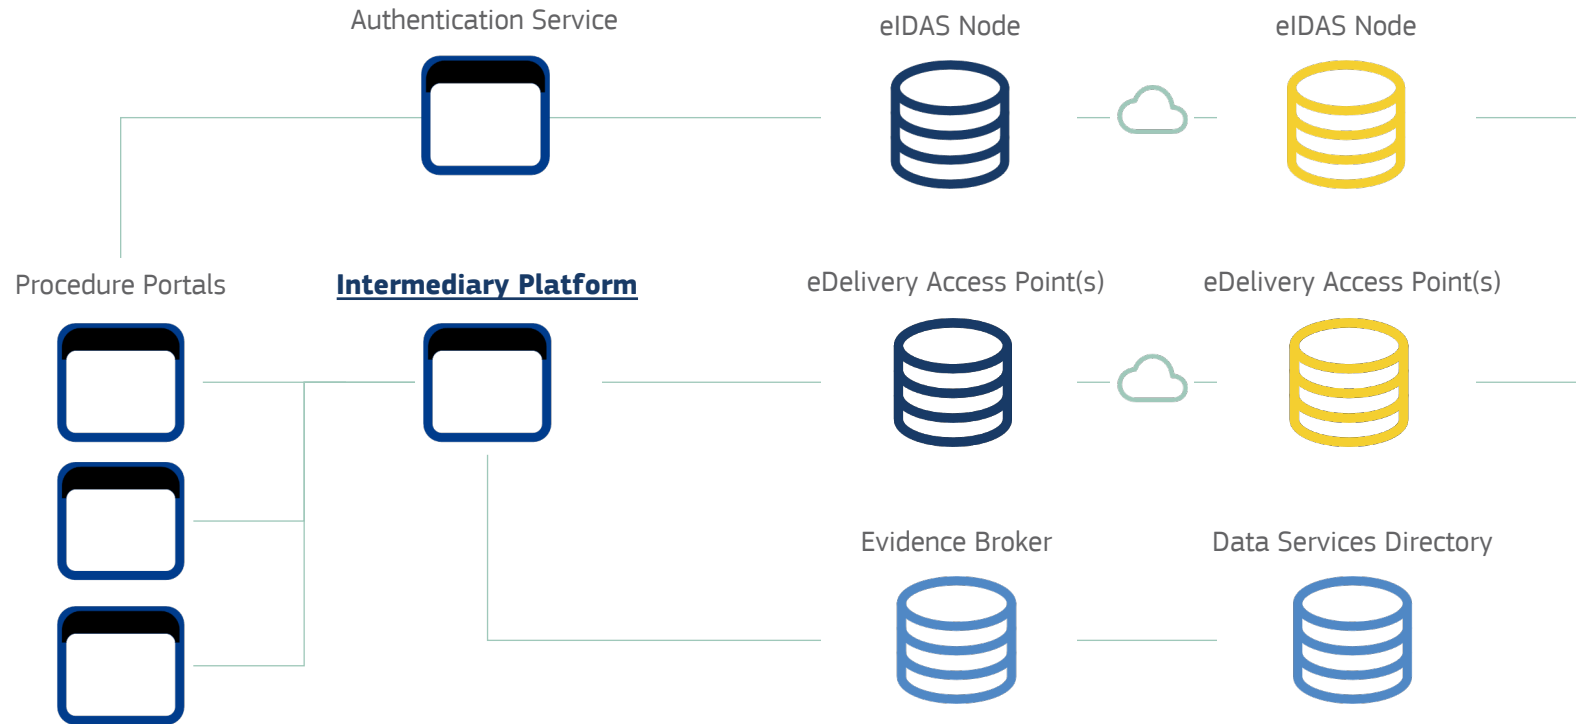 Authentication Service
eIDAS Node
eIDAS Node
Procedure Portals
Intermediary Platform
eDelivery Access Point(s)
eDelivery Access Point(s)
Evidence Broker
Data Services Directory